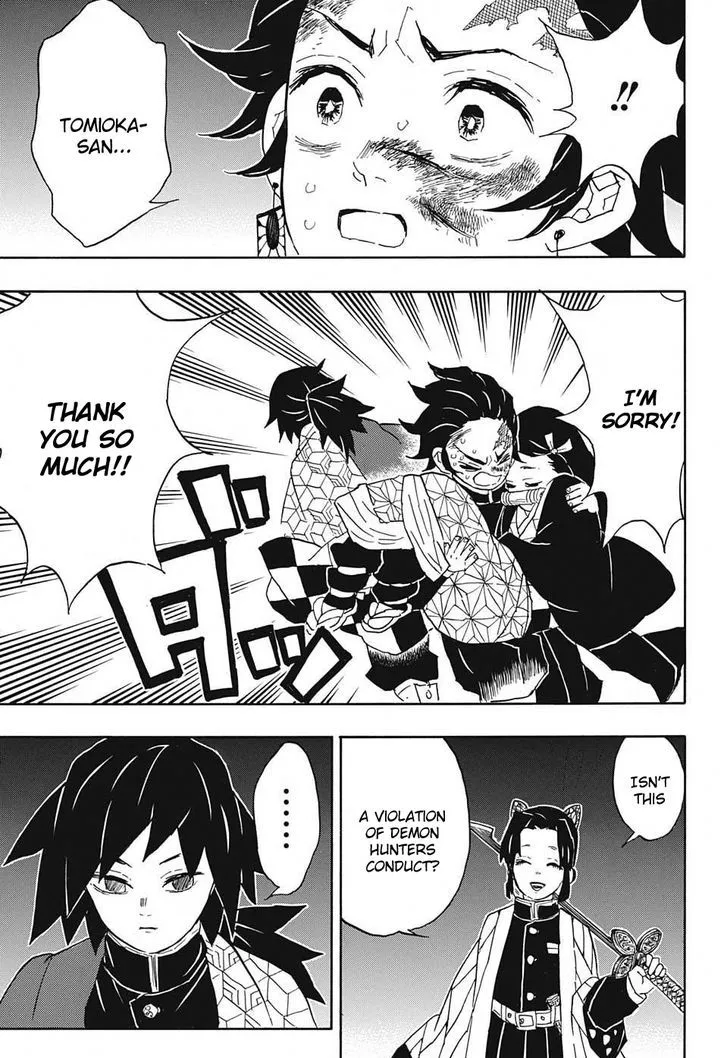 !!
TOMIOKA-
SAN...
I'M
SORRY!
THANK
YOU SO
MUCH!!
ISN'T
THIS
A VIOLATION
OF DEMON
HUNTERS
CONDUCT?
......